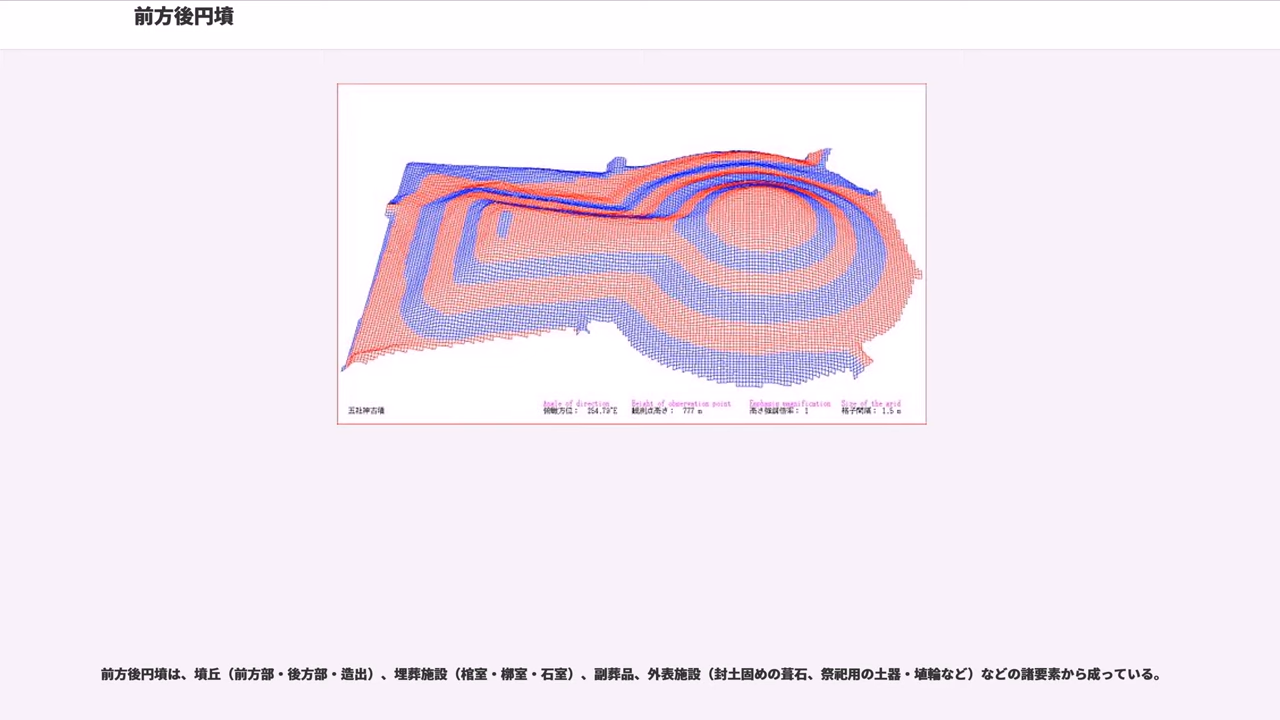 前方後円墳
Angle of direction
Height of observation point
Emphasis magnification
Size of the grid
五社神古墳
俯瞰方位： 254.79°E
観測点高さ： 777 m
高さ強調倍率： 1
格子間隔： 1.5 m
前方後円墳は、墳丘（前方部・後方部・造出）、埋葬施設（棺室・槨室・石室）、副葬品、外表施設（封土固めの葺石、祭祀用の土器・埴輪など）などの諸要素から成っている。